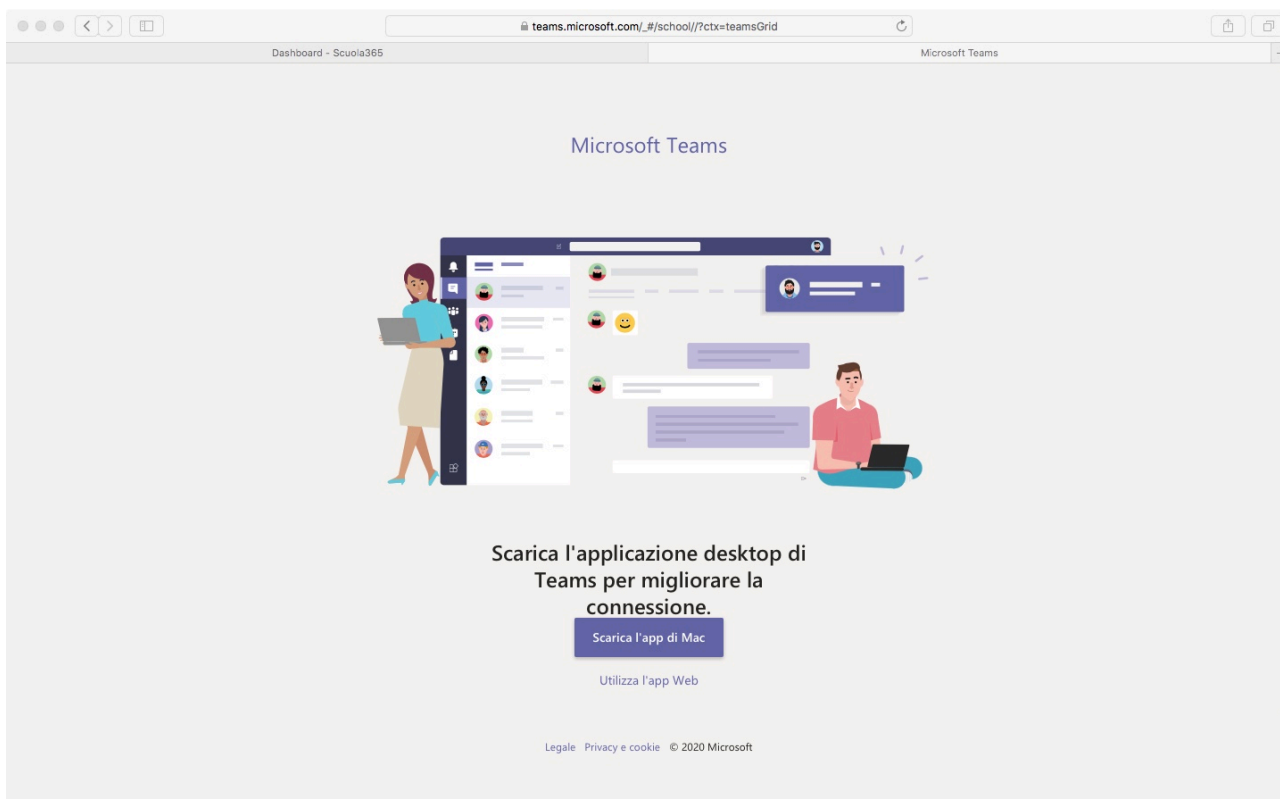 teams.microsoft.com/_#/school//?ctx=teamsGrid
Dashboard - Scuola365
Microsoft Teams
Microsoft Teams
Scarica l'applicazione desktop di
Teams per migliorare la
connessione.
Scarica l'app di Mac
Utilizza l'app Web
Legale Privacy e cookie © 2020 Microsoft